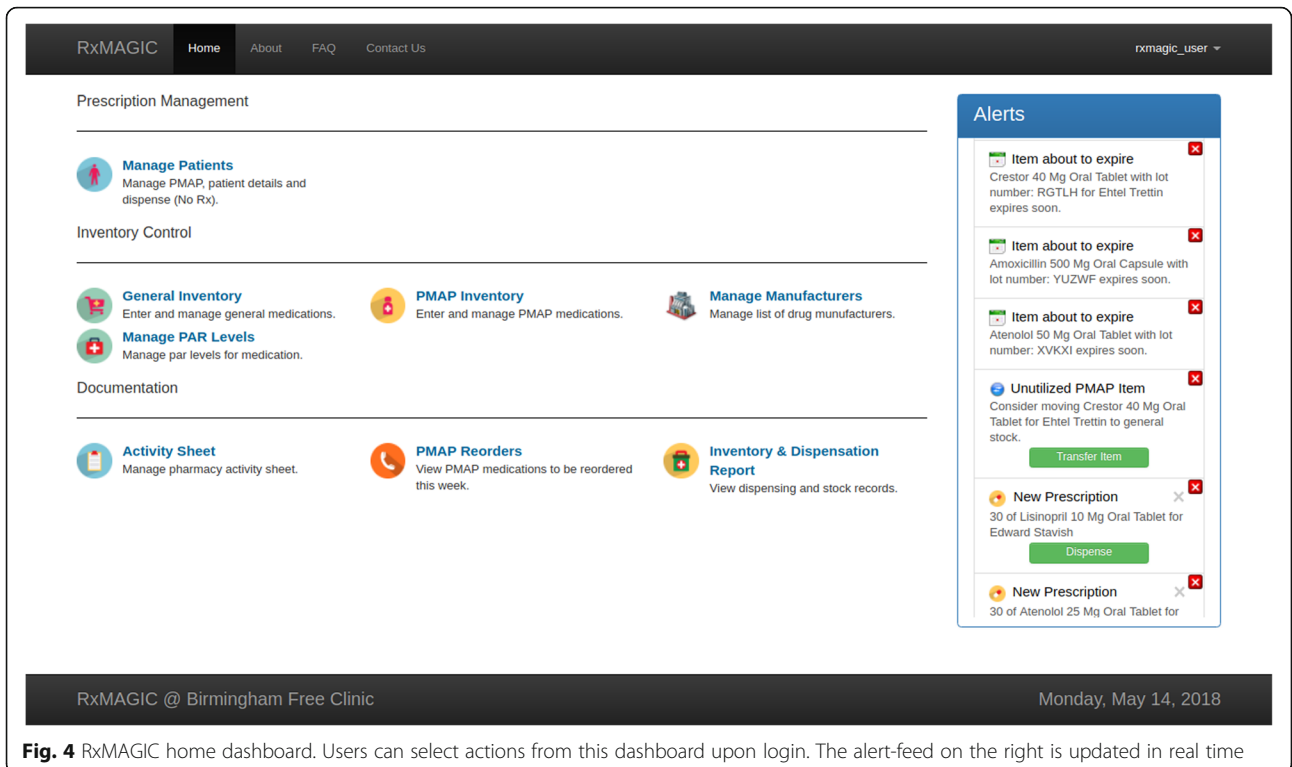 RxMAGIC Home About FAQ Contact Us rxmagic_user
Prescription Management
Manage Patients
Manage PMAP, patient details and
dispense (No Rx).
Inventory Control
General Inventory
Enter and manage general medications.
PMAP Inventory
Enter and manage PMAP medications.
Manage Manufacturers
Manage list of drug munufacturers.
Manage PAR Levels
Manage par levels for medication.
Documentation
Activity Sheet
Manage pharmacy activity sheet.
PMAP Reorders
View PMAP medications to be reordered
this week.
Inventory & Dispensation
Report
View dispensing and stock records.
Alerts
Item about to expire
Crestor 40 Mg Oral Tablet with lot
number: RGTLH for Ehtel Trettin
expires soon.
Item about to expire
Amoxicillin 500 Mg Oral Capsule with
lot number: YUZWF expires soon.
Item about to expire
Atenolol 50 Mg Oral Tablet with lot
number: XVKXI expires soon.
Unutilized PMAP Item
Consider moving Crestor 40 Mg Oral
Tablet for Ehtel Trettin to general
stock.
Transfer Item
New Prescription
30 of Lisinopril 10 Mg Oral Tablet for
Edward Stavish
Dispense
New Prescription
30 of Atenolol 25 Mg Oral Tablet for
RxMAGIC @ Birmingham Free Clinic Monday, May 14, 2018
Fig. 4 RxMAGIC home dashboard. Users can select actions from this dashboard upon login. The alert-feed on the right is updated in real time